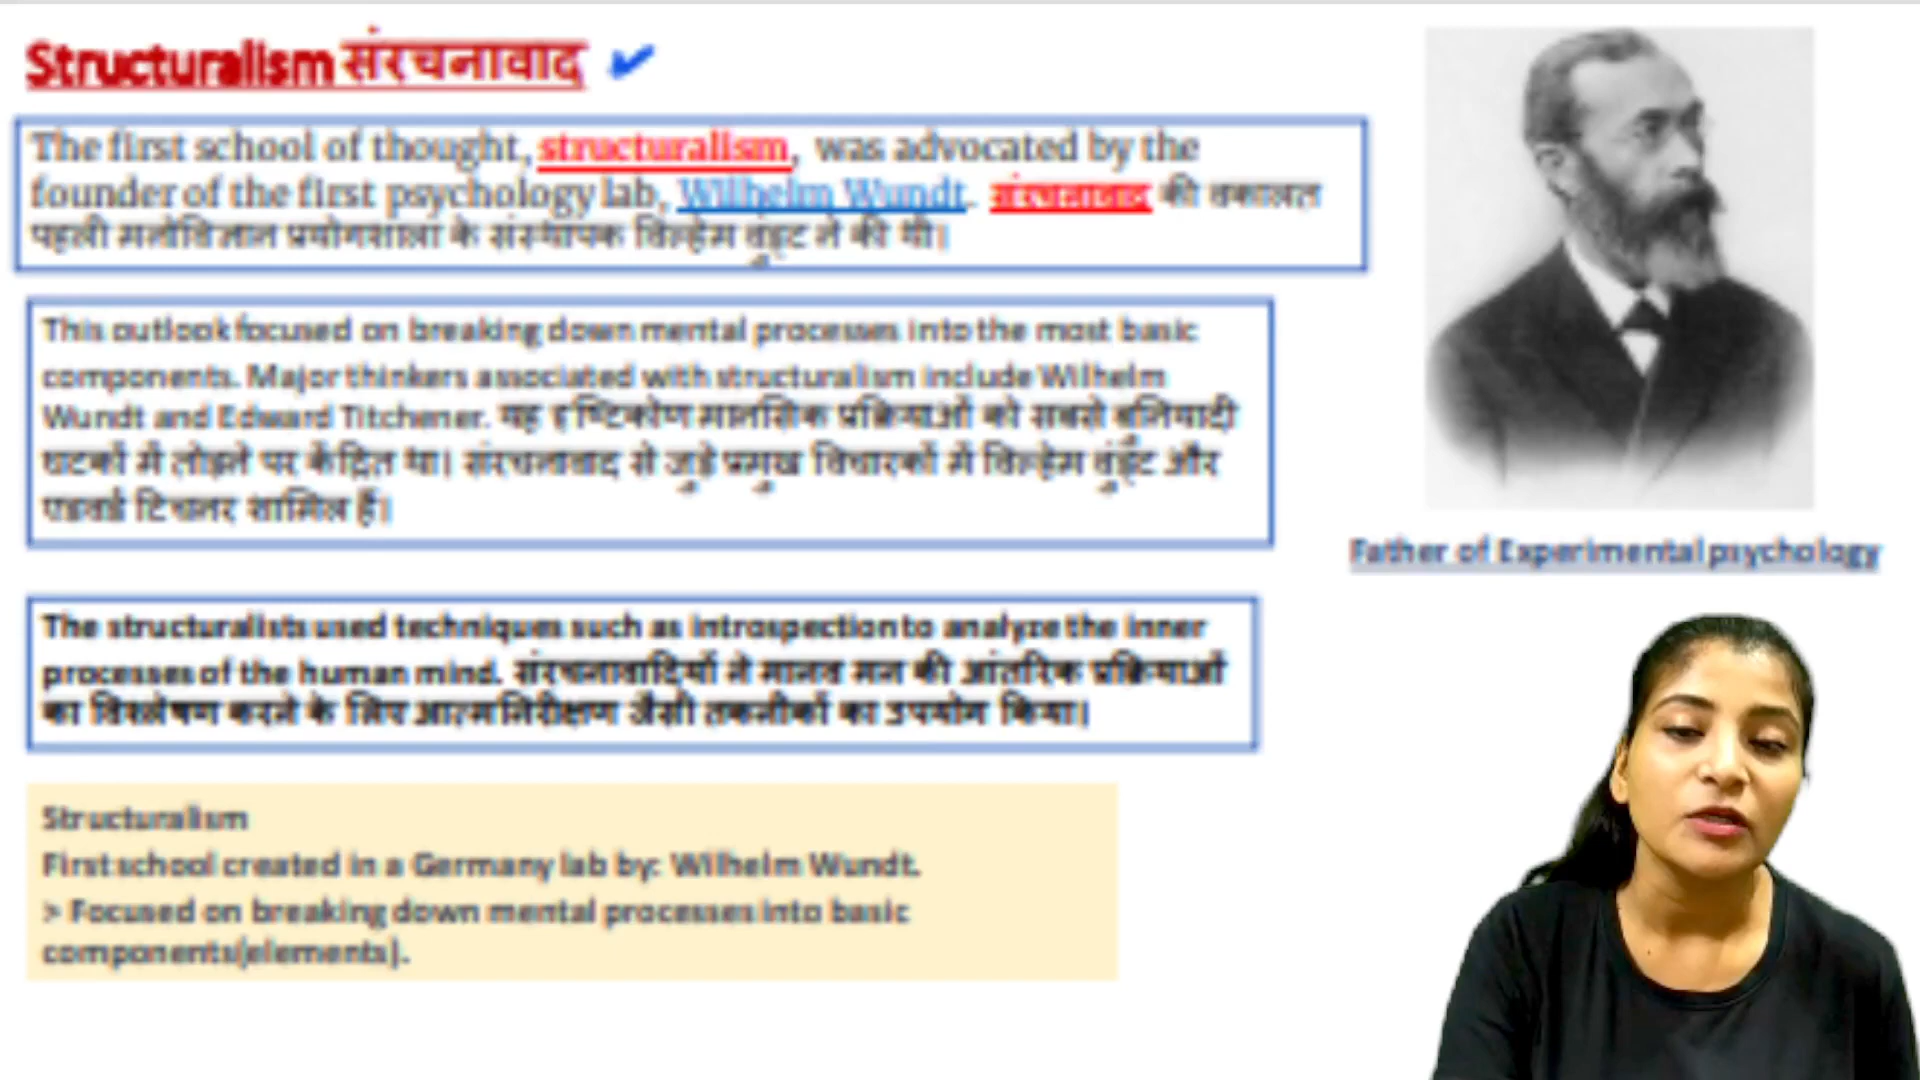 Structuralism संरचनावाद
The first school of thought, structuralism, was advocated by the
founder of the first psychology lab, Wilhelm Wundt. संरचनावाद की वकालत
पहली मनोविज्ञान प्रयोगशाला के संस्थापक विल्हेम वुंड्ट ने की थी।
This outlook focused on breaking down mental processes into the most basic
components. Major thinkers associated with structuralism include Wilhelm
Wundt and Edward Titchener. यह दृष्टिकोण मानसिक प्रक्रियाओं को सबसे बुनियादी
घटकों में तोड़ने पर केंद्रित था। संरचनावाद से जुड़े प्रमुख विचारकों में विल्हेम वुंड्ट और
एडवर्ड टिचनर शामिल हैं।
The structuralists used techniques such as introspection to analyze the inner
processes of the human mind. संरचनावादियों ने मानव मन की आंतरिक प्रक्रियाओं
का विश्लेषण करने के लिए आत्मनिरीक्षण जैसी तकनीकों का उपयोग किया।
Structuralism
First school created in a Germany lab by: Wilhelm Wundt.
> Focused on breaking down mental processes into basic
components(elements).
Father of Experimental psychology